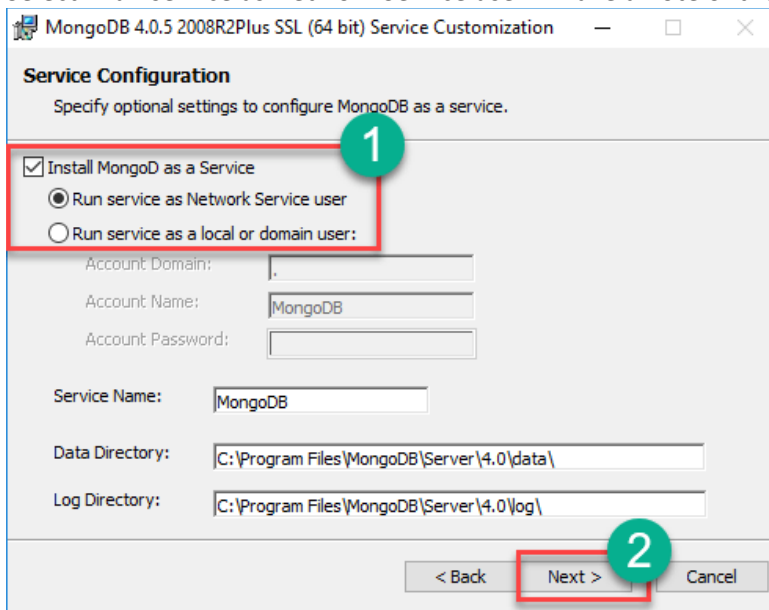 MongoDB 4.0.5 2008R2Plus SSL (64 bit) Service Customization
Service Configuration
Specify optional settings to configure MongoDB as a service.
1
Install MongoD as a Service
Run service as Network Service user
Run service as a local or domain user:
Account Domain:
.
Account Name:
MongoDB
Account Password:
Service Name:
MongoDB
Data Directory:
C:\Program Files\MongoDB\Server\4.0\data\
Log Directory:
C:\Program Files\MongoDB\Server\4.0\log\
2
< Back
Next >
Cancel